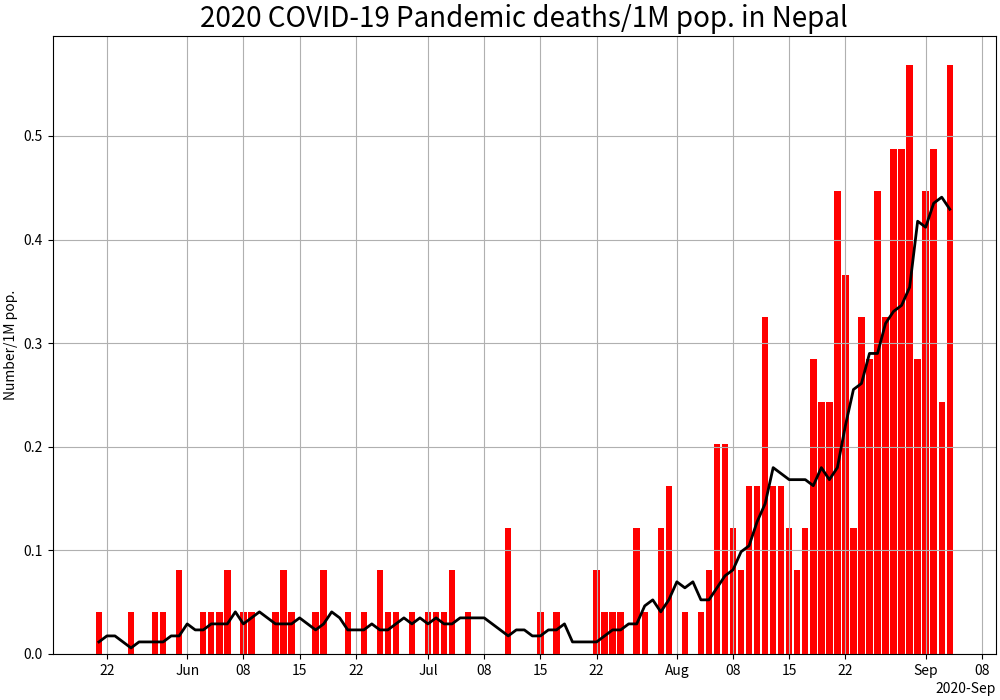 2020 COVID-19 Pandemic deaths/1M pop. in Nepal
Number/1M pop.
0.5
0.4
0.3
0.2
0.1
0.0
22 Jun 08 15 22 Jul 08 15 22 Aug 08 15 22 Sep 08
2020-Sep